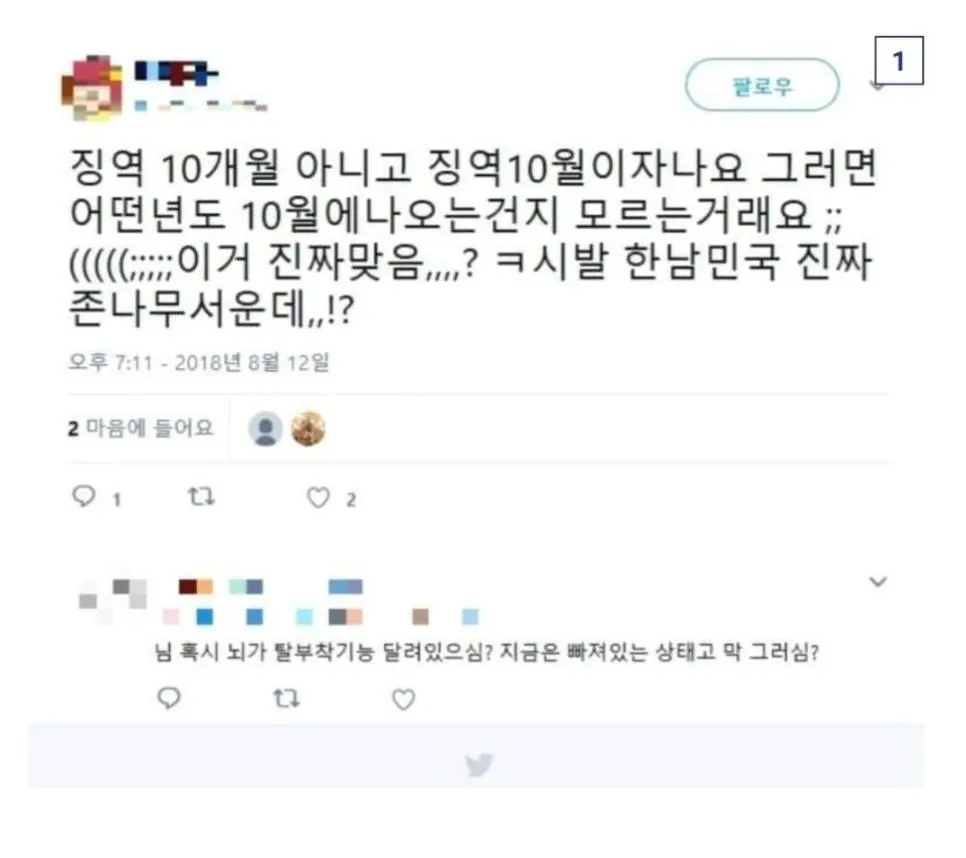 1
팔로우
징역 10개월 아니고 징역10월이자나요 그러면
어떤년도 10월에나오는건지 모르는거래요 ;;
(((((;;;;;이거 진짜맞음,,,,? ㅋ시발 한남민국 진짜
존나무서운데,,!?
오후 7:11 - 2018년 8월 12일
2 마음에 들어요
1 2
님 혹시 뇌가 탈부착기능 달려있으심? 지금은 빠져있는 상태고 막 그러심?